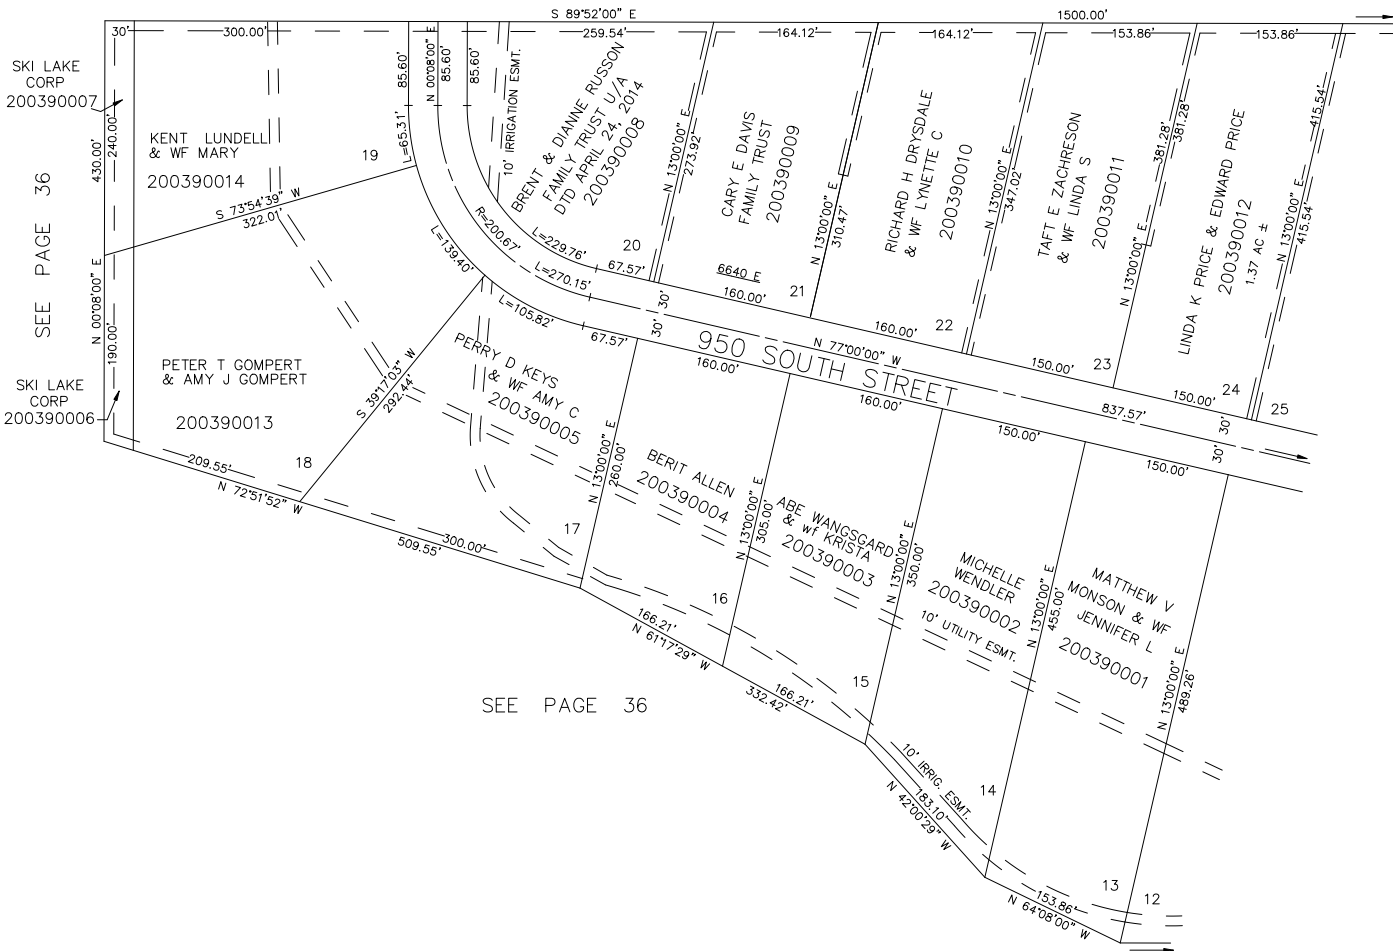 S 89°52'00" E
1500.00'
30'
300.00'
259.54'
164.12'
164.12'
153.86'
153.86'
SKI LAKE
CORP
200390007
430.00'
240.00'
KENT LUNDELL
& WF MARY
200390014
19
L=65.31'
85.60'
N 00°08'00" E
85.60'
85.60'
10' IRRIGATION ESMT.
BRENT & DIANNE RUSSON
FAMILY TRUST U/A
DTD APRIL 24, 2014
200390008
N 13°00'00" E
273.92'
CARY E DAVIS
FAMILY TRUST
200390009
N 13°00'00" E
310.47'
RICHARD H DRYSDALE
& WF LYNETTE C
200390010
N 13°00'00" E
347.02'
TAFT E ZACHRESON
& WF LINDA S
200390011
N 13°00'00" E
381.28'
381.28'
LINDA K PRICE & EDWARD PRICE
200390012
1.37 AC ±
N 13°00'00" E
415.54'
415.54'
SEE PAGE 36
N 00°08'00" E
190.00'
S 73°54'39" W
322.01'
L=139.40'
R=200.67'
L=229.76'
L=270.15'
L=105.82'
20
67.57'
67.57'
30'
30'
6640 E
160.00'
21
160.00'
22
150.00'
23
150.00'
24
25
N 77°00'00" W
950 SOUTH STREET
837.57'
30'
30'
160.00'
160.00'
150.00'
150.00'
SKI LAKE
CORP
200390006
PETER T GOMPERT
& AMY J GOMPERT
200390013
18
S 39°17'03" W
292.44'
PERRY D KEYS
& WF AMY C
200390005
17
N 13°00'00" E
260.00'
BERIT ALLEN
200390004
16
N 13°00'00" E
305.00'
ABE WANGSGARD
& wf KRISTA
200390003
15
N 13°00'00" E
350.00'
MICHELLE
WENDLER
200390002
10' UTILITY ESMT.
14
N 13°00'00" E
455.00'
MATTHEW V
MONSON & WF
JENNIFER L
200390001
13
N 13°00'00" E
489.26'
12
209.55'
N 72°51'52" W
300.00'
509.55'
166.21'
N 61°17'29" W
166.21'
332.42'
SEE PAGE 36
10' IRRIG. ESMT.
183.10'
N 42°00'29" W
153.86'
N 64°08'00" W